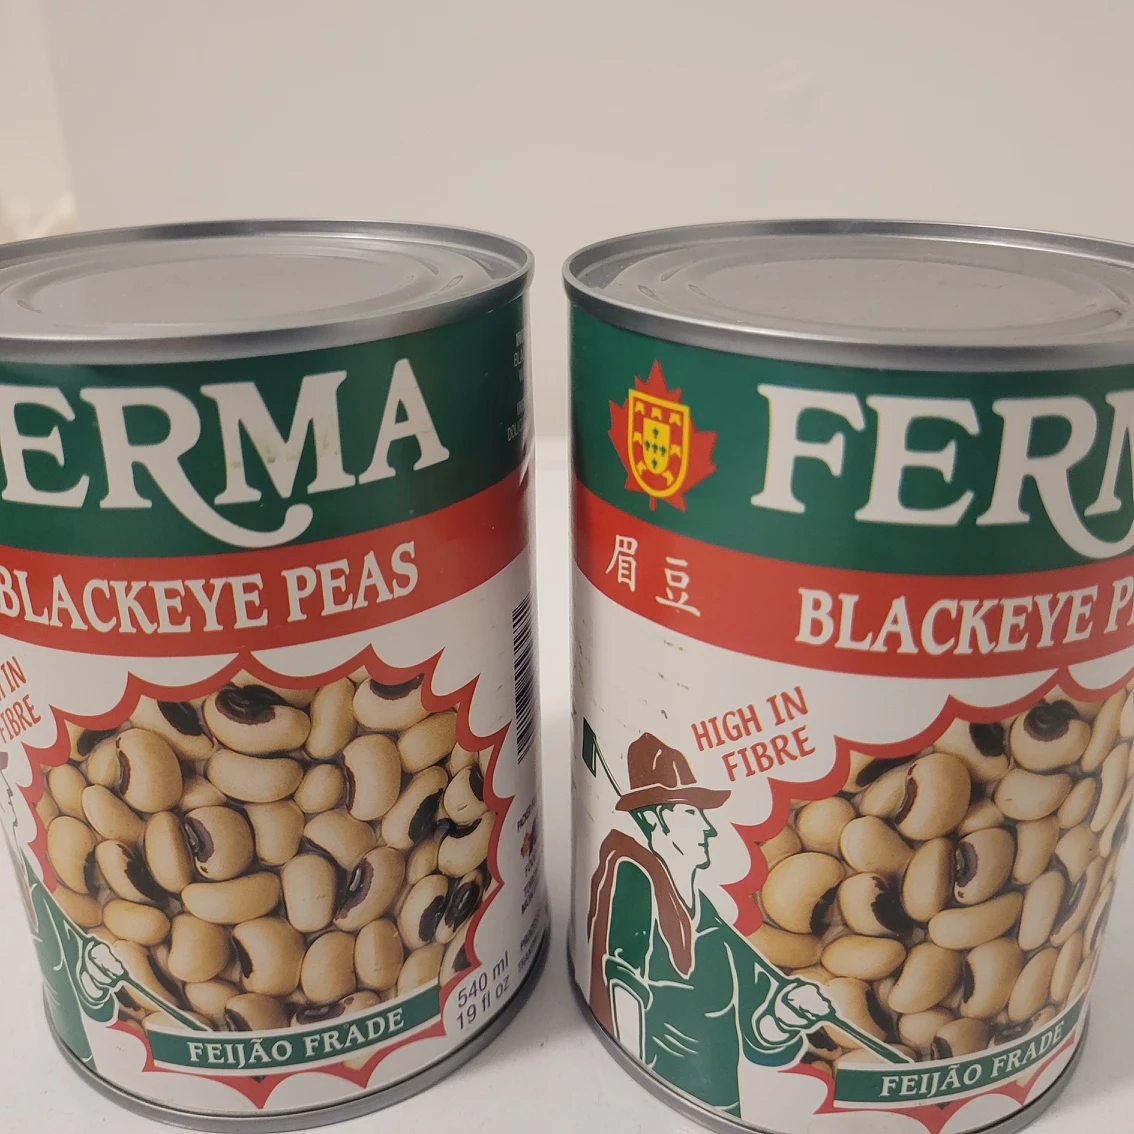 ERMA
BLACKEYE PEAS
IN
FIBRE
FEIJÃO FRADE
540 ml
19 fl oz
FERM
眉豆
BLACKEYE P
HIGH IN
FIBRE
FEIJÃO FRADE